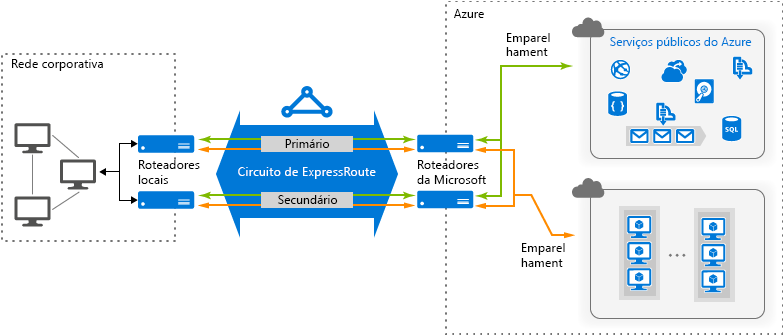 Azure
Rede corporativa
Emparel
hament
Serviços públicos do Azure
{ }
SQL
Primário
Roteadores
locais
Circuito de ExpressRoute
Roteadores
da Microsoft
Secundário
Emparel
hament
...